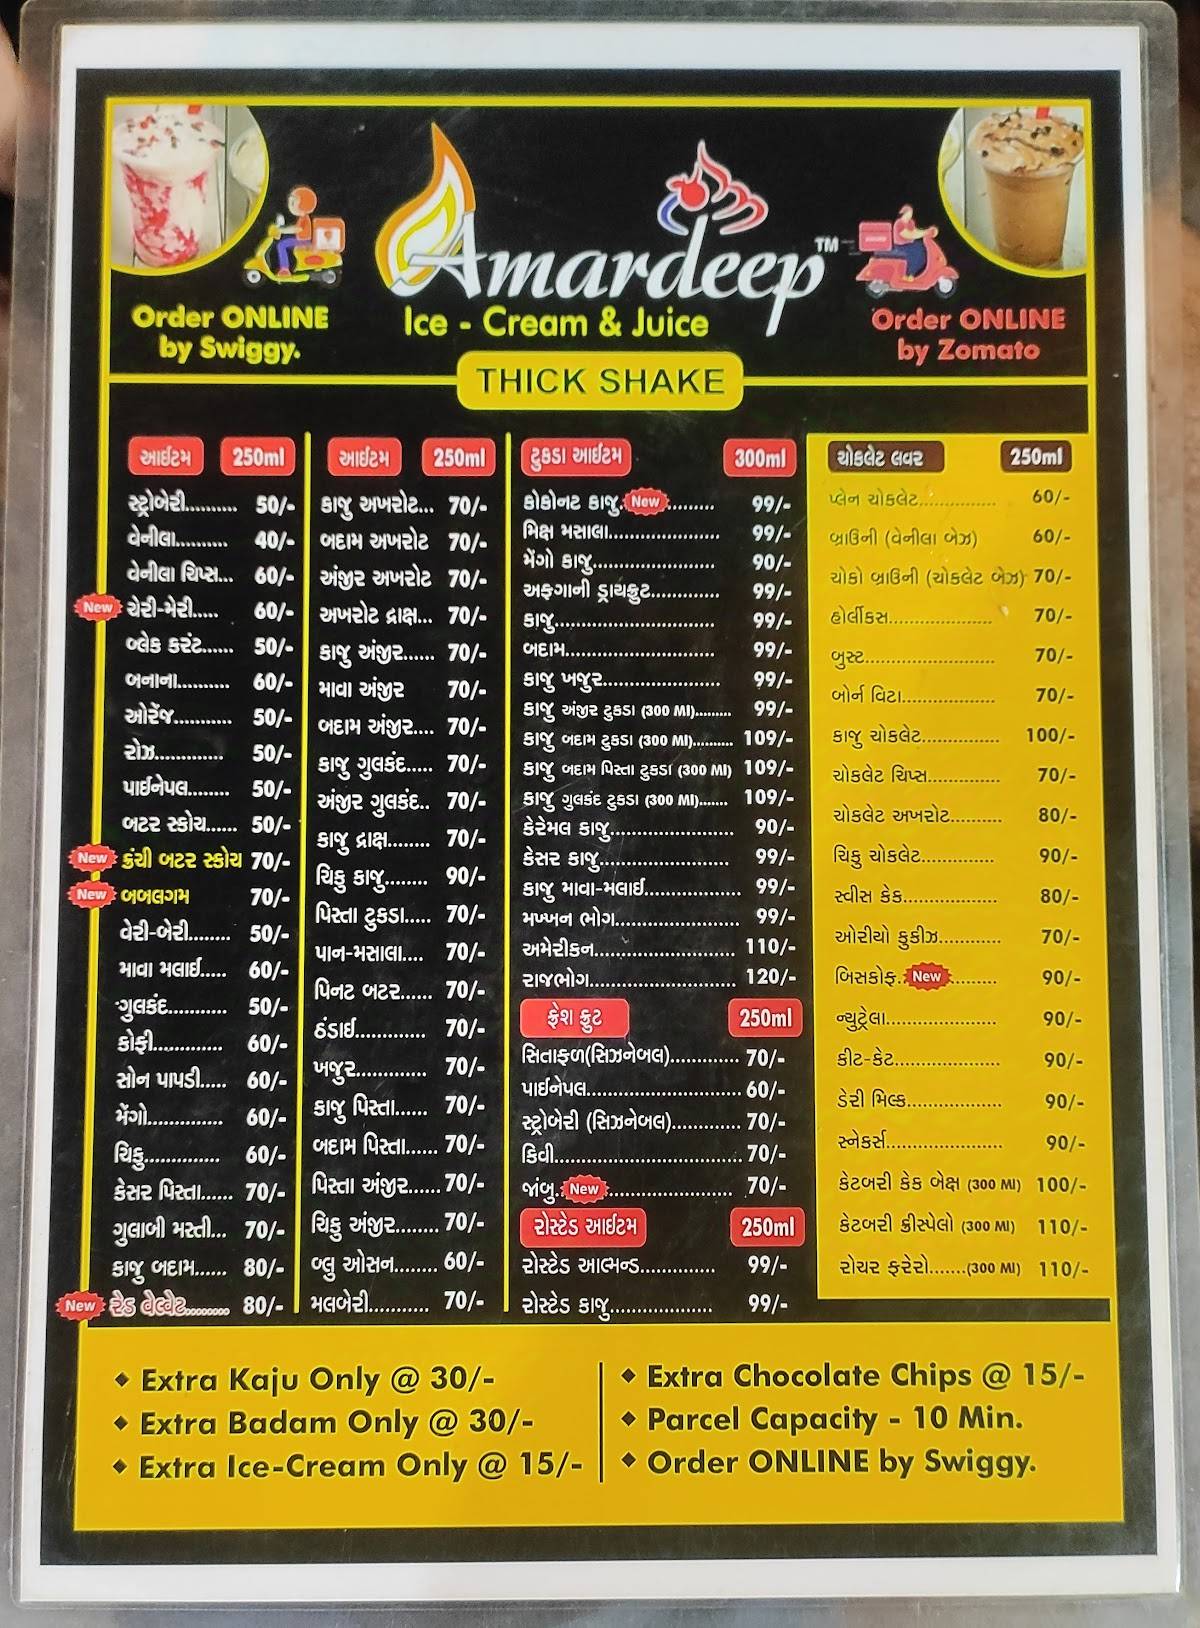 Amardeep™
Ice - Cream & Juice
Order ONLINE
by Swiggy.
Order ONLINE
by Zomato
THICK SHAKE
આઈટમ 250ml
સ્ટ્રોબેરી.......... 50/-
વેનીલા.......... 40/-
વેનીલા ચિપ્સ... 60/-
New ચેરી-મેરી..... 60/-
બ્લેક કરંટ...... 50/-
બનાના.......... 60/-
ઓરેંજ........... 50/-
રોઝ............. 50/-
પાઈનેપલ........ 50/-
બટર સ્કોચ...... 50/-
New ક્રંચી બટર સ્કોચ 70/-
New બબલગમ 70/-
વેરી-બેરી........ 50/-
માવા મલાઈ..... 60/-
ગુલકંદ........... 50/-
કોફી............. 60/-
સોન પાપડી..... 60/-
મેંગો.............. 60/-
ચિકુ.............. 60/-
કેસર પિસ્તા...... 70/-
ગુલાબી મસ્તી... 70/-
કાજુ બદામ...... 80/-
New રેડ વેલ્વેટ......... 80/-
આઈટમ 250ml
કાજુ અખરોટ... 70/-
બદામ અખરોટ 70/-
અંજીર અખરોટ 70/-
અખરોટ દ્રાક્ષ... 70/-
કાજુ અંજીર...... 70/-
માવા અંજીર 70/-
બદામ અંજીર.... 70/-
કાજુ ગુલકંદ..... 70/-
અંજીર ગુલકંદ.. 70/-
કાજુ દ્રાક્ષ........ 70/-
ચિકુ કાજુ........ 90/-
પિસ્તા ટુકડા..... 70/-
પાન-મસાલા.... 70/-
પિનટ બટર...... 70/-
ઠંડાઈ............. 70/-
ખજુર............. 70/-
કાજુ પિસ્તા...... 70/-
બદામ પિસ્તા...... 70/-
પિસ્તા અંજીર...... 70/-
ચિકુ અંજીર........ 70/-
બ્લુ ઓસન........ 60/-
મલબેરી........... 70/-
ટુકડા આઈટમ 300ml
કોકોનટ કાજુ. New ......... 99/-
મિક્ષ મસાલા..................... 99/-
મેંગો કાજુ....................... 90/-
અફગાની ડ્રાયફ્રુટ............. 99/-
કાજુ............................. 99/-
બદામ............................ 99/-
કાજુ ખજુર...................... 99/-
કાજુ અંજીર ટુકડા (300 Ml)......... 99/-
કાજુ બદામ ટુકડા (300 Ml).......... 109/-
કાજુ બદામ પિસ્તા ટુકડા (300 Ml) 109/-
કાજુ ગુલકંદ ટુકડા (300 Ml)....... 109/-
કેરેમલ કાજુ....................... 90/-
કેસર કાજુ........................ 99/-
કાજુ માવા-મલાઈ.................. 99/-
મખ્ખન ભોગ....................... 99/-
અમેરીકન.......................... 110/-
રાજભોગ........................... 120/-
ફ્રેશ ફ્રુટ 250ml
સિતાફળ(સિઝનેબલ)............. 70/-
પાઈનેપલ............................. 60/-
સ્ટ્રોબેરી (સિઝનેબલ)............. 70/-
કિવી................................... 70/-
જાંબુ. New ........................ 70/-
રોસ્ટેડ આઈટમ 250ml
રોસ્ટેડ આલ્મન્ડ.............. 99/-
રોસ્ટેડ કાજુ................... 99/-
ચોકલેટ લવર 250ml
પ્લેન ચોકલેટ............... 60/-
બ્રાઉની (વેનીલા બેઝ) 60/-
ચોકો બ્રાઉની (ચોકલેટ બેઝ) 70/-
હોર્લીકસ.................... 70/-
બુસ્ટ......................... 70/-
બોર્ન વિટા.................. 70/-
કાજુ ચોકલેટ............... 100/-
ચોકલેટ ચિપ્સ.............. 70/-
ચોકલેટ અખરોટ.......... 80/-
ચિકુ ચોકલેટ.............. 90/-
સ્વીસ કેક.................. 80/-
ઓરીયો કુકીઝ............ 70/-
બિસકોફ. New ......... 90/-
ન્યુટ્રેલા..................... 90/-
કીટ-કેટ.................... 90/-
ડેરી મિલ્ક.................. 90/-
સ્નેકર્સ...................... 90/-
કેટબરી કેક બેક્ષ (300 Ml) 100/-
કેટબરી ક્રીસ્પેલો (300 Ml) 110/-
રોચર ફરેરો.......(300 Ml) 110/-
◆ Extra Kaju Only @ 30/-
◆ Extra Badam Only @ 30/-
◆ Extra Ice-Cream Only @ 15/-
◆ Extra Chocolate Chips @ 15/-
◆ Parcel Capacity - 10 Min.
◆ Order ONLINE by Swiggy.